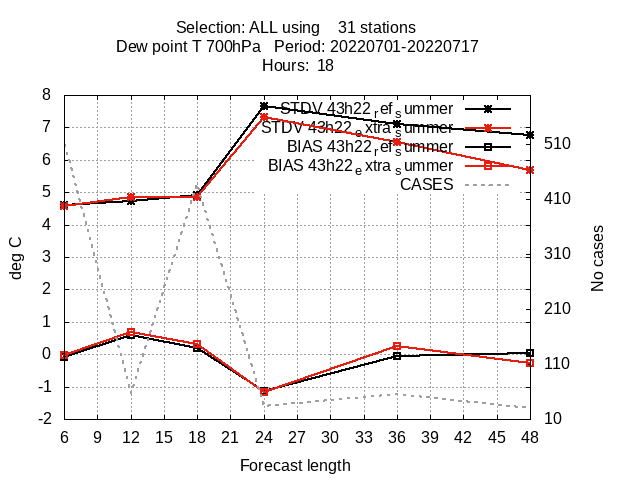 Selection: ALL using 31 stations
Dew point T 700hPa Period: 20220701-20220717
Hours: 18
STDV 43h22_ref_summer
STDV 43h22_extra_summer
BIAS 43h22_ref_summer
BIAS 43h22_extra_summer
CASES
8
7
6
5
4
3
2
1
0
-1
-2
deg C
510
410
310
210
110
10
No cases
6 9 12 15 18 21 24 27 30 33 36 39 42 45 48
Forecast length